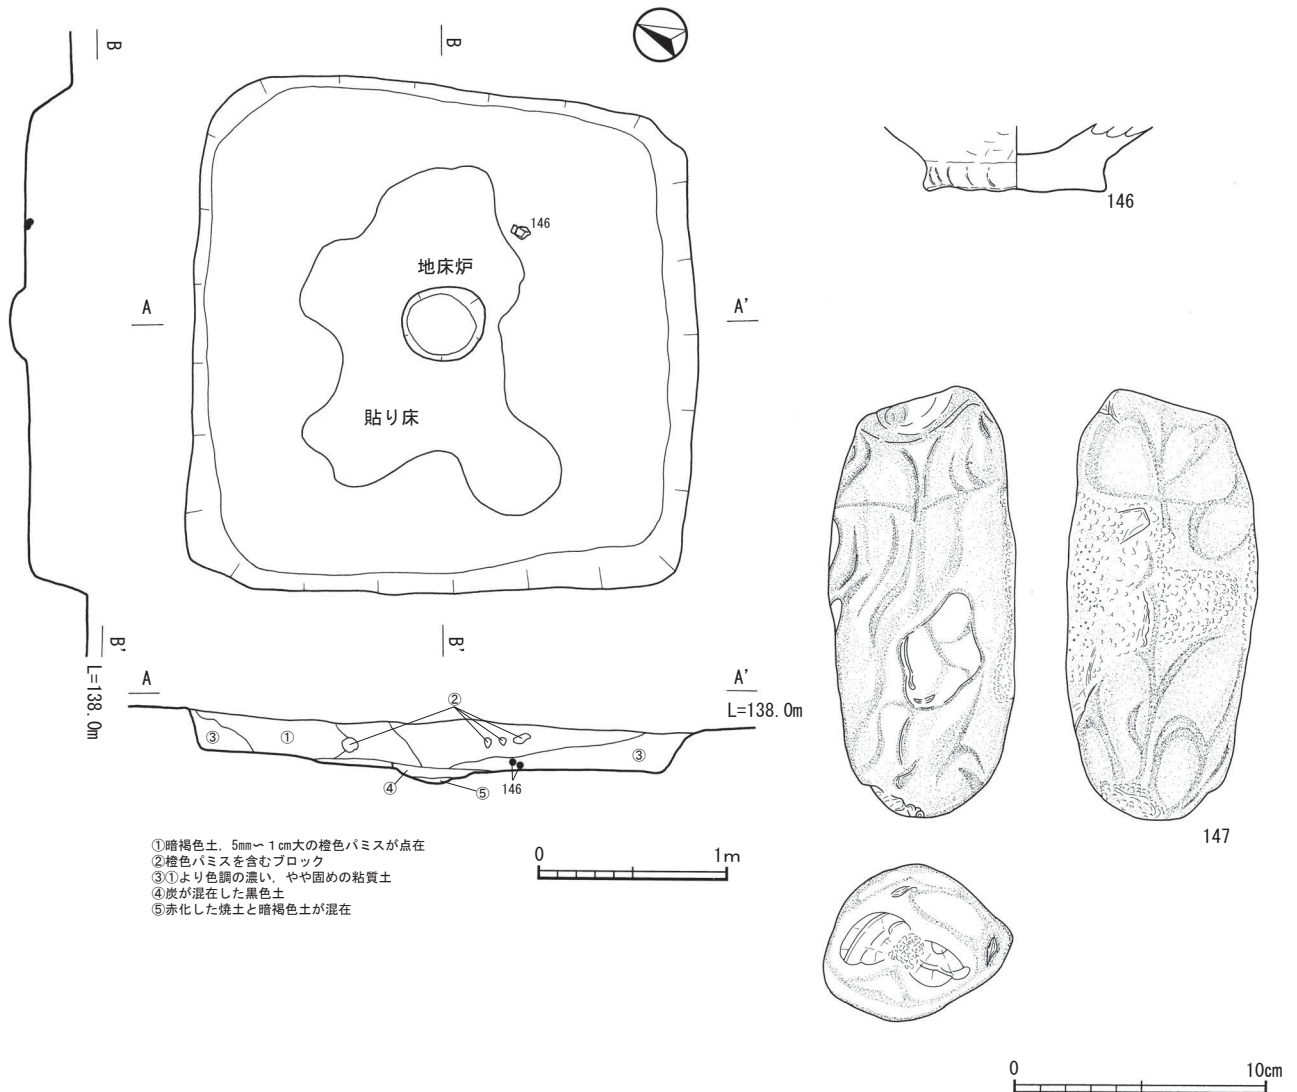 B
B
146
146
地床炉
A
A'
貼り床
B'
L=138.0m
B'
A
A'
L=138.0m
②
③
①
③
④
⑤
146
①暗褐色土，5mm～1cm大の橙色パミスが点在
②橙色パミスを含むブロック
③①より色調の濃い，やや固めの粘質土
④炭が混在した黒色土
⑤赤化した焼土と暗褐色土が混在
0
1m
147
0
10cm